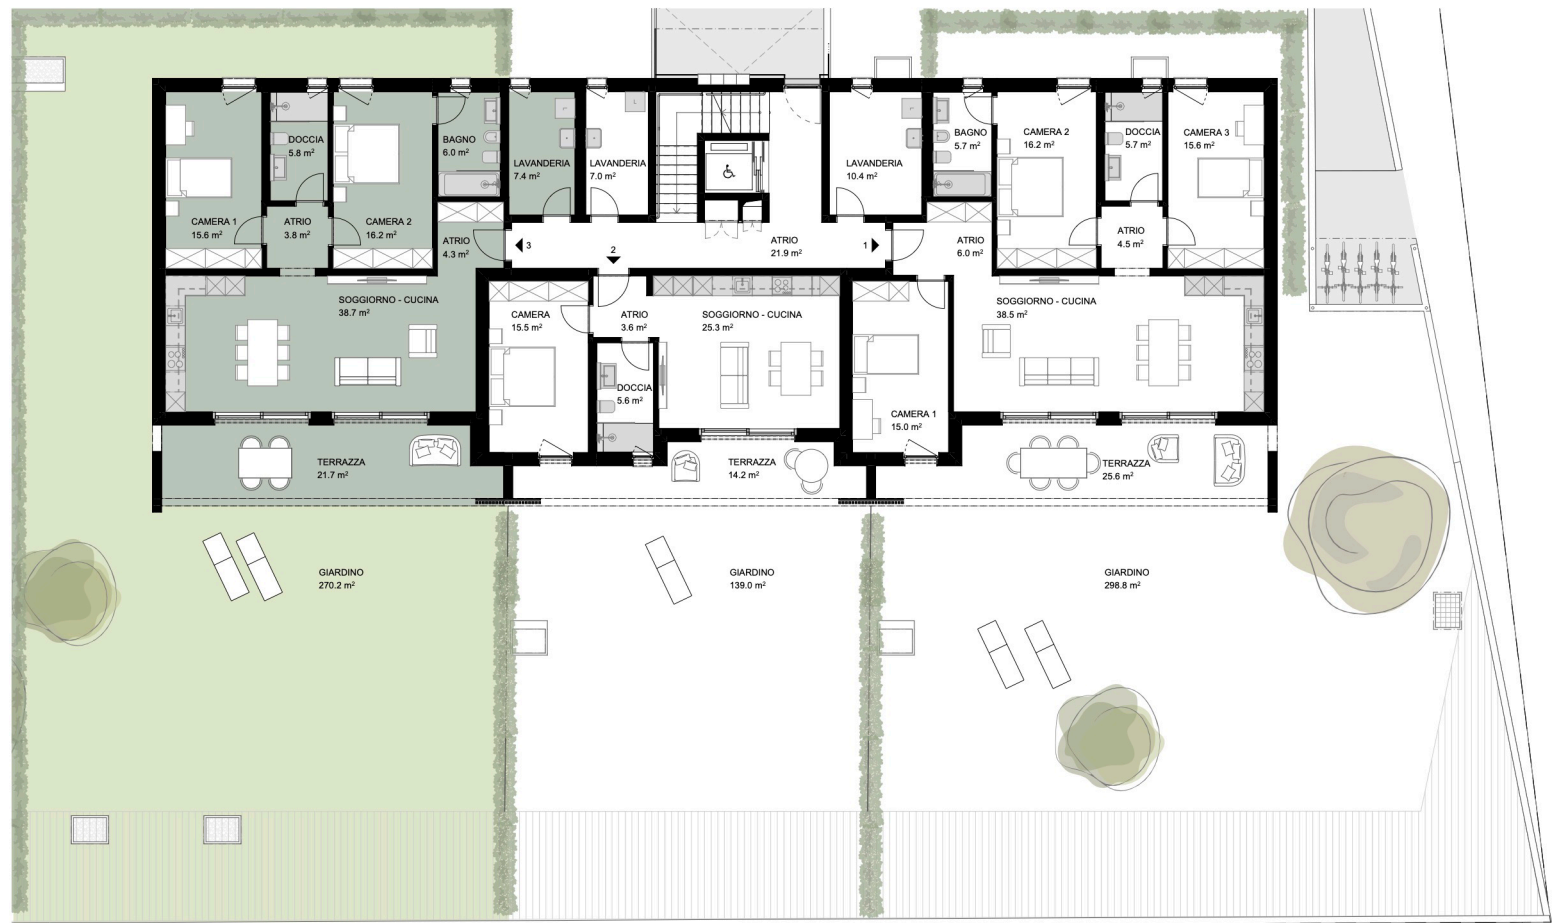 DOCCIA
5.8 m²
BAGNO
6.0 m²
LAVANDERIA
7.4 m²
LAVANDERIA
7.0 m²
L
L
CAMERA 1
15.6 m²
ATRIO
3.8 m²
CAMERA 2
16.2 m²
ATRIO
4.3 m²
3
2
LAVANDERIA
10.4 m²
BAGNO
5.7 m²
CAMERA 2
16.2 m²
DOCCIA
5.7 m²
CAMERA 3
15.6 m²
ATRIO
21.9 m²
1
ATRIO
6.0 m²
ATRIO
4.5 m²
SOGGIORNO - CUCINA
38.7 m²
CAMERA
15.5 m²
ATRIO
3.6 m²
SOGGIORNO - CUCINA
25.3 m²
SOGGIORNO - CUCINA
38.5 m²
DOCCIA
5.6 m²
CAMERA 1
15.0 m²
TERRAZZA
21.7 m²
TERRAZZA
14.2 m²
TERRAZZA
25.6 m²
GIARDINO
270.2 m²
GIARDINO
139.0 m²
GIARDINO
298.8 m²